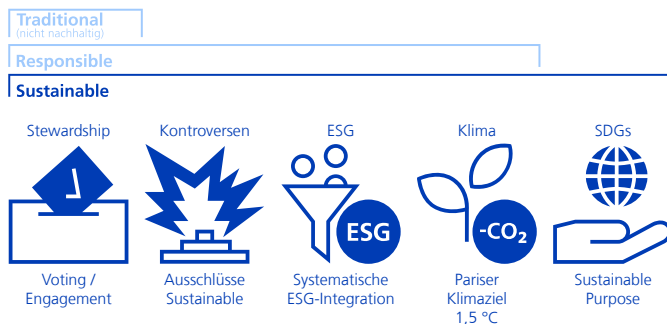 Traditional
(nicht nachhaltig)
Responsible
Sustainable
Stewardship
Kontroversen
ESG
Klima
SDGs
ESG
-CO₂
Voting /
Engagement
Ausschlüsse
Sustainable
Systematische
ESG-Integration
Pariser
Klimaziel
1,5 °C
Sustainable
Purpose